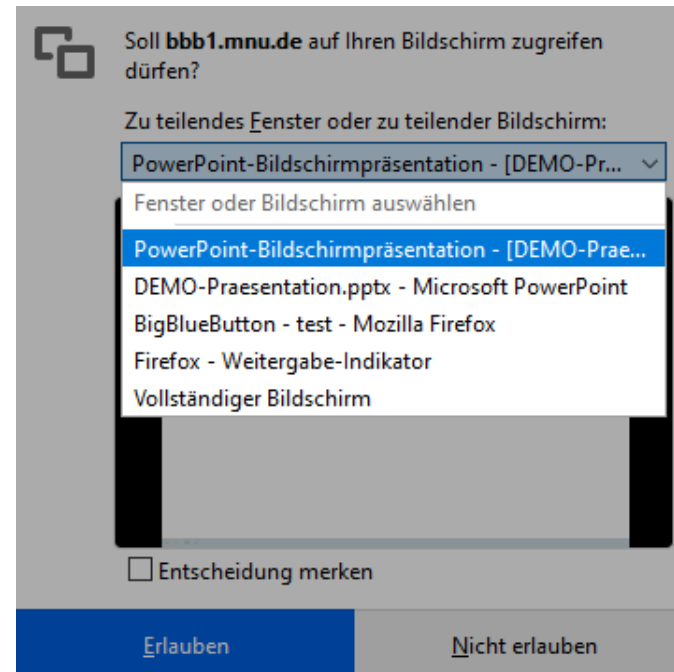 Soll bbb1.mnu.de auf Ihren Bildschirm zugreifen
dürfen?
Zu teilendes Fenster oder zu teilender Bildschirm:
PowerPoint-Bildschirmpräsentation - [DEMO-Pr...
Fenster oder Bildschirm auswählen
PowerPoint-Bildschirmpräsentation - [DEMO-Prae...
DEMO-Praesentation.pptx - Microsoft PowerPoint
BigBlueButton - test - Mozilla Firefox
Firefox - Weitergabe-Indikator
Vollständiger Bildschirm
Entscheidung merken
Erlauben
Nicht erlauben